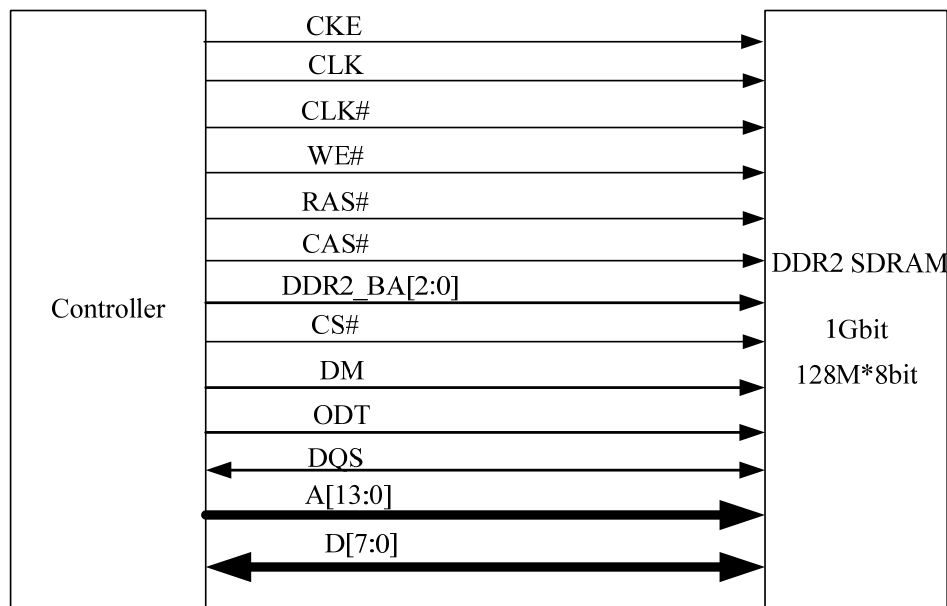 CKE
CLK
CLK#
WE#
RAS#
CAS#
DDR2_BA[2:0]
CS#
DM
ODT
DQS
A[13:0]
D[7:0]
Controller
DDR2 SDRAM
1Gbit
128M*8bit